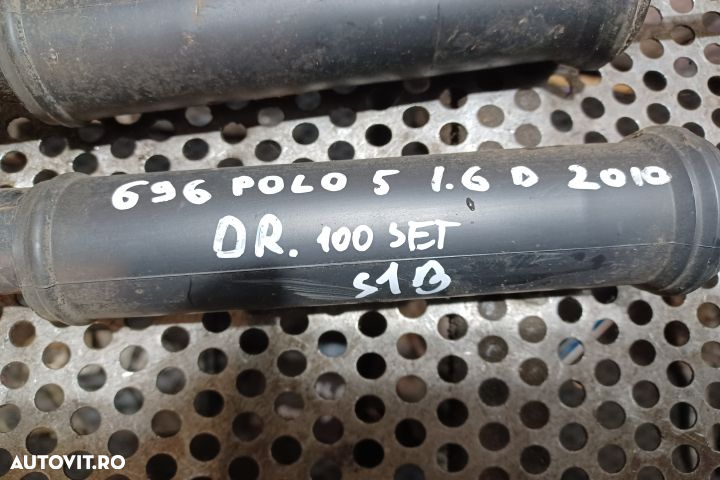 696 POLO 5 1.6 D 2010
DR. 100 SET
S1B
AUTOVIT.RO